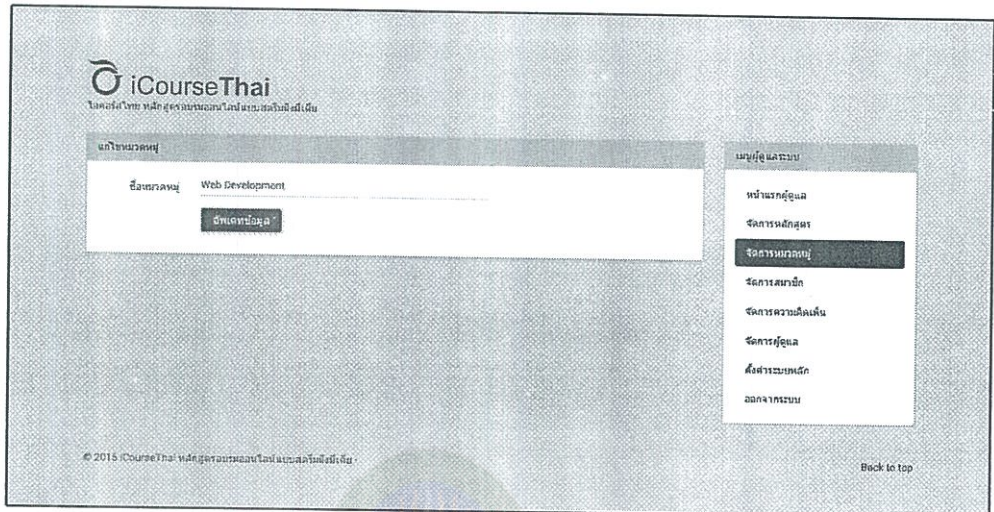 iCourseThai
ไอคอร์สไทย หลักสูตรอบรมออนไลน์แบบสตรีมมิ่งมีเดีย
แก้ไขหมวดหมู่
ชื่อหมวดหมู่ Web Development
อัพเดทข้อมูล
เมนูผู้ดูแลระบบ
หน้าแรกผู้ดูแล
จัดการหลักสูตร
จัดการหมวดหมู่
จัดการสมาชิก
จัดการความคิดเห็น
จัดการผู้ดูแล
ตั้งค่าระบบหลัก
ออกจากระบบ
© 2015 iCourseThai หลักสูตรอบรมออนไลน์แบบสตรีมมิ่งมีเดีย ·
Back to top